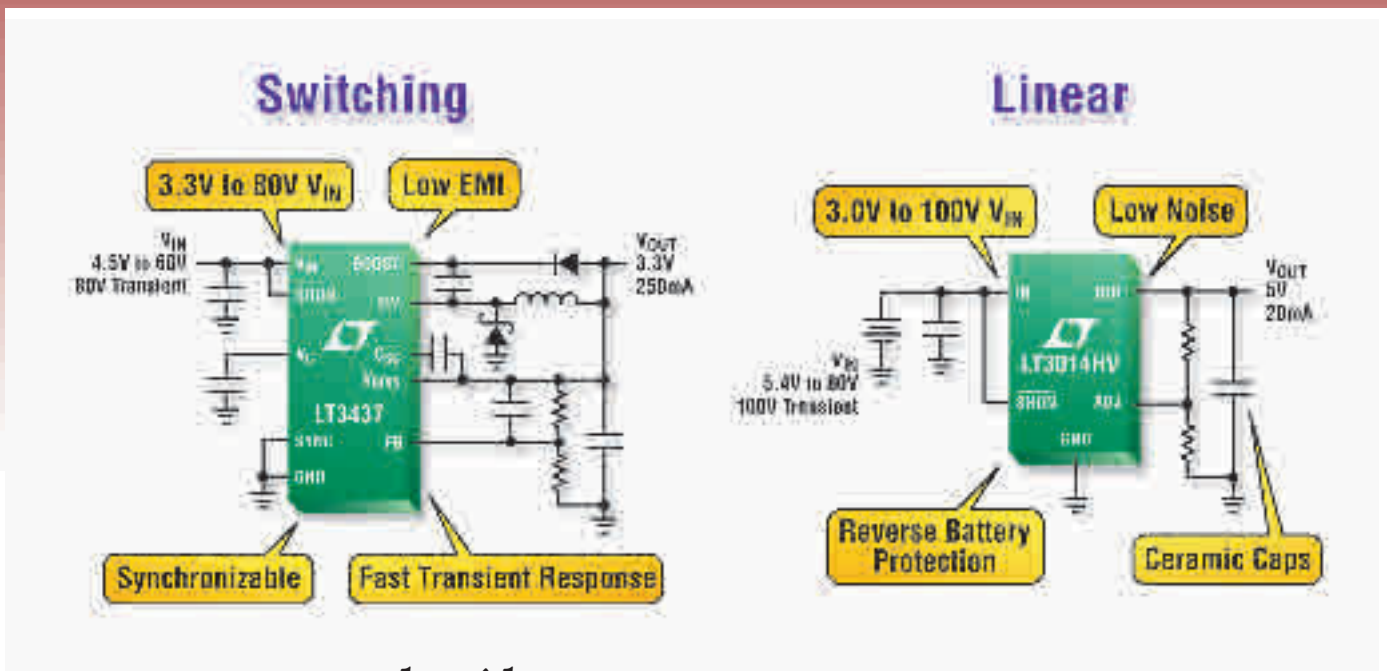 Switching
3.3V to 80V VIN
Low EMI
VIN
4.5V to 60V
80V Transient
VIN
BOOST
SHDN
SW
VC
CSS
VBIAS
LT3437
SYNC
FB
GND
VOUT
3.3V
250mA
Synchronizable
Fast Transient Response
Linear
3.0V to 100V VIN
Low Noise
IN
OUT
LT3014HV
SHDN
ADJ
GND
VIN
5.4V to 80V
100V Transient
VOUT
5V
20mA
Reverse Battery
Protection
Ceramic Caps